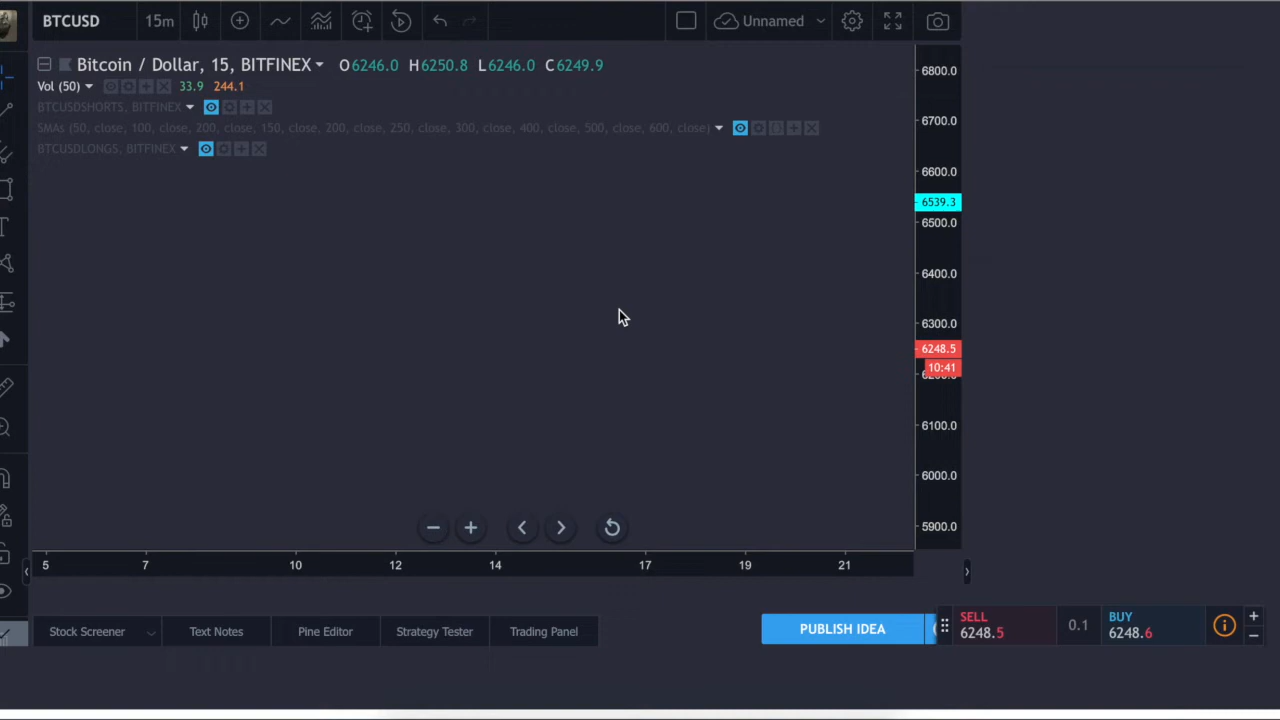 BTCUSD 15m Unnamed
Bitcoin / Dollar, 15, BITFINEX O6246.0 H6250.8 L6246.0 C6249.9
Vol (50) 33.9 244.1
BTCUSDSHORTS, BITFINEX
SMAs (50, close, 100, close, 200, close, 150, close, 200, close, 250, close, 300, close, 400, close, 500, close, 600, close)
BTCUSDLONGS, BITFINEX
6800.0
6700.0
6600.0
6539.3
6500.0
6400.0
6300.0
6248.5
10:41
6100.0
6000.0
5900.0
5 7 10 12 14 17 19 21
Stock Screener Text Notes Pine Editor Strategy Tester Trading Panel PUBLISH IDEA
SELL 0.1 BUY
6248.5 6248.6